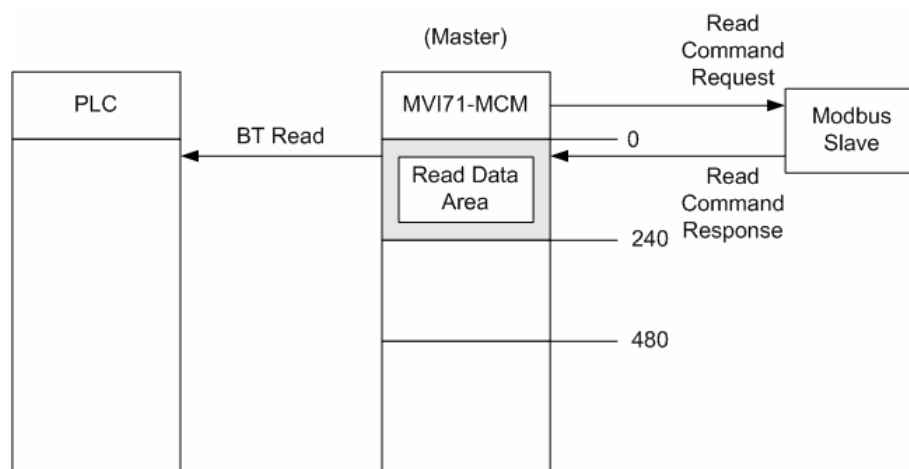 (Master)
Read
Command
Request
PLC
MVI71-MCM
Modbus
Slave
BT Read
0
Read Data
Area
Read
Command
Response
240
480